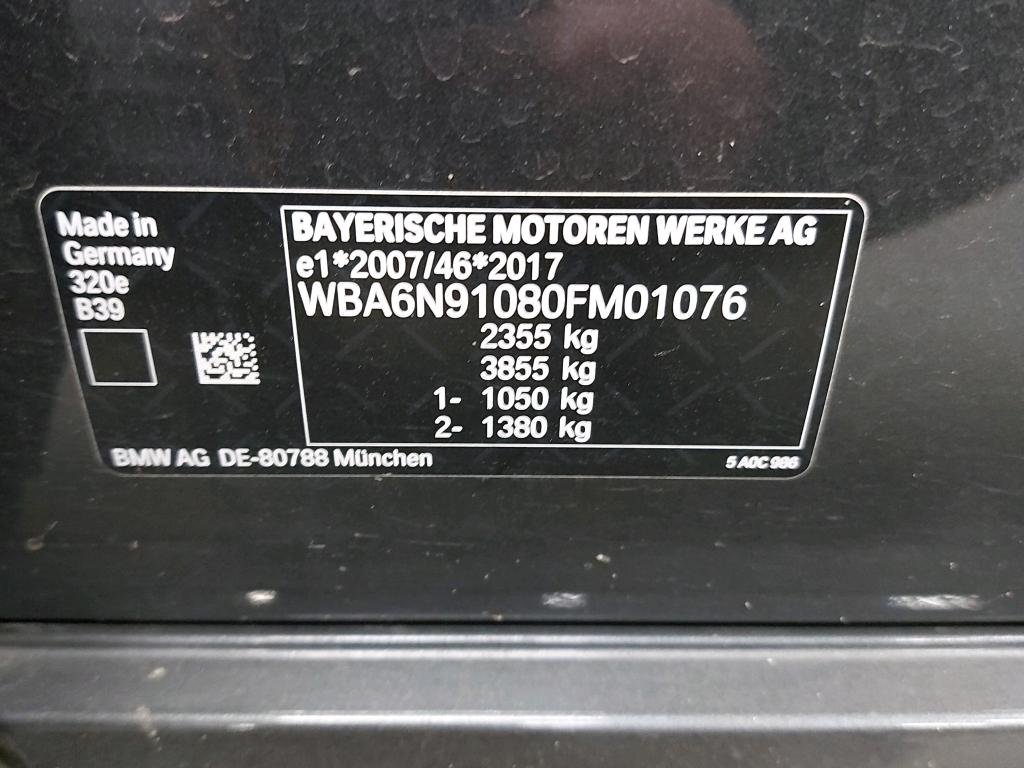 Made in
Germany
320e
B39
BAYERISCHE MOTOREN WERKE AG
e1*2007/46*2017
WBA6N91080FM01076
2355 kg
3855 kg
1- 1050 kg
2- 1380 kg
BMW AG DE-80788 München
5 A0C 986